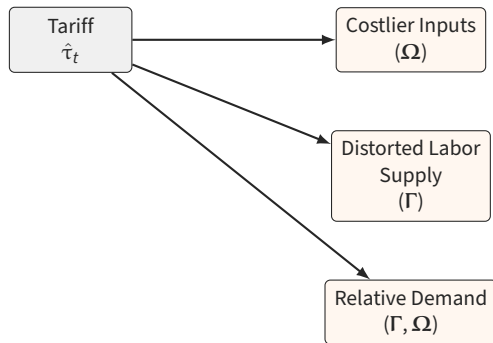 Tariff
τ̂ₜ
Costlier Inputs
(Ω)
Distorted Labor
Supply
(Γ)
Relative Demand
(Γ, Ω)